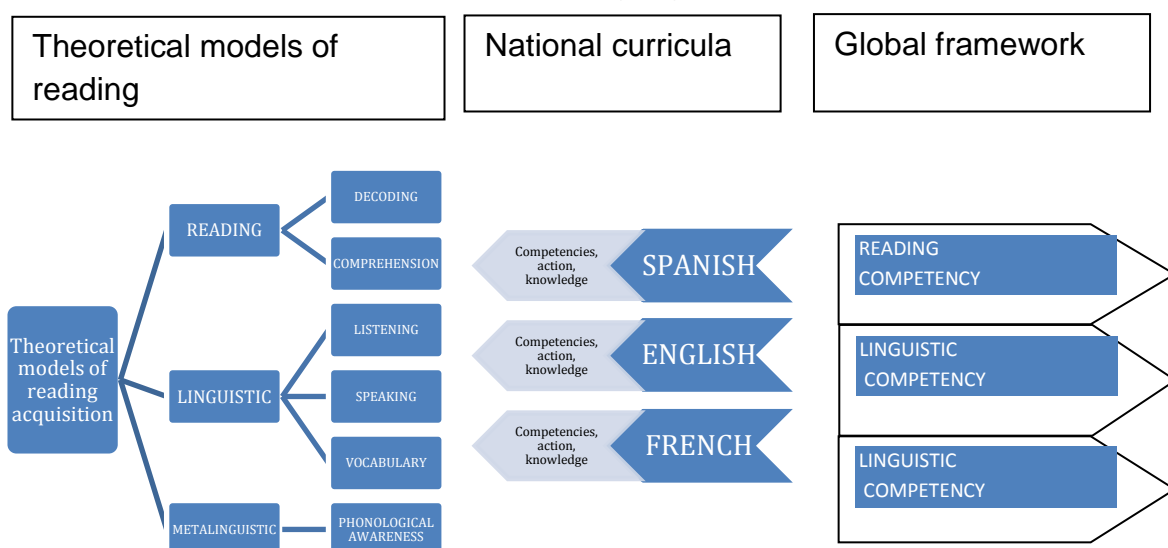 Theoretical models of
reading
National curricula
Global framework
Theoretical
models of
reading
acquisition
READING
LINGUISTIC
METALINGUISTIC
DECODING
COMPREHENSION
LISTENING
SPEAKING
VOCABULARY
PHONOLOGICAL
AWARENESS
Competencies,
action,
knowledge
SPANISH
Competencies,
action,
knowledge
ENGLISH
Competencies,
action,
knowledge
FRENCH
READING
COMPETENCY
LINGUISTIC
COMPETENCY
LINGUISTIC
COMPETENCY